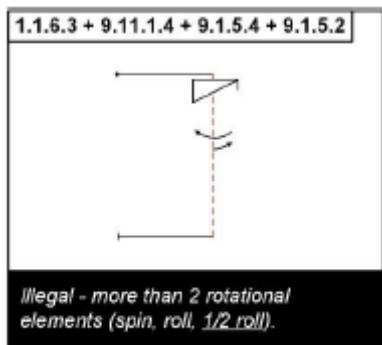 1.1.6.3 + 9.11.1.4 + 9.1.5.4 + 9.1.5.2
Illegal - more than 2 rotational
elements (spin, roll, 1/2 roll).